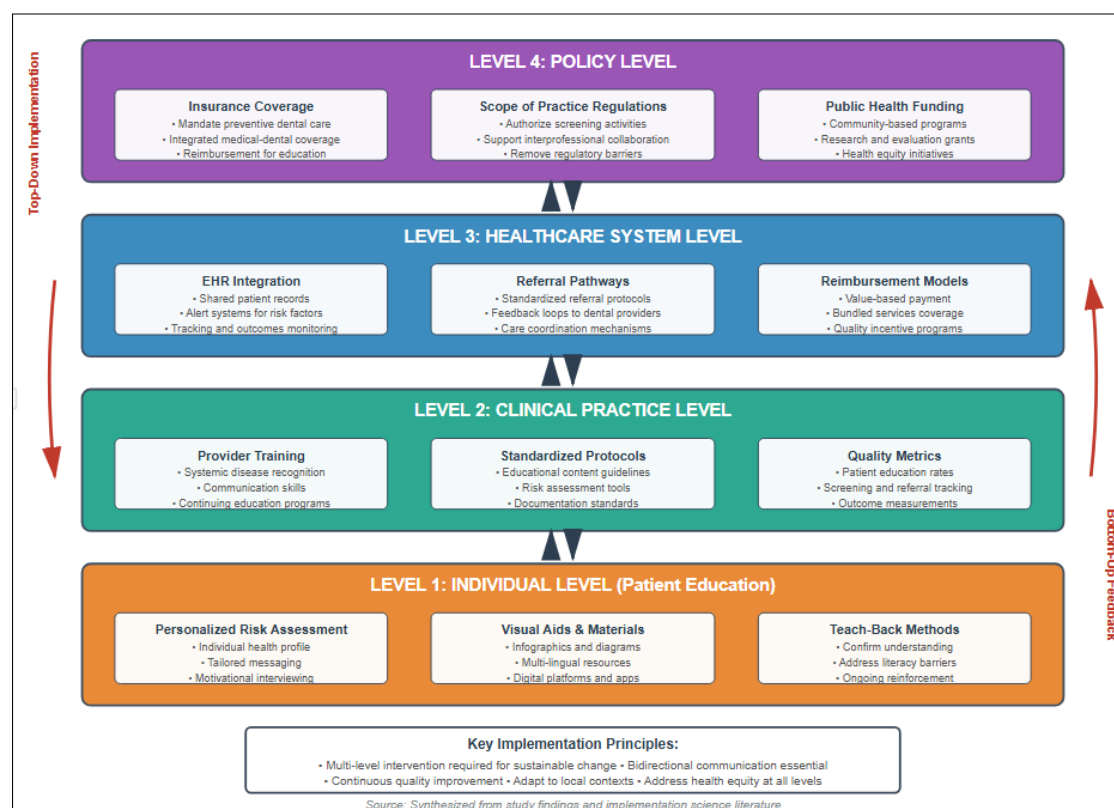 Top-Down Implementation
LEVEL 4: POLICY LEVEL
Insurance Coverage
• Mandate preventive dental care
• Integrated medical-dental coverage
• Reimbursement for education
Scope of Practice Regulations
• Authorize screening activities
• Support interprofessional collaboration
• Remove regulatory barriers
Public Health Funding
• Community-based programs
• Research and evaluation grants
• Health equity initiatives
LEVEL 3: HEALTHCARE SYSTEM LEVEL
EHR Integration
• Shared patient records
• Alert systems for risk factors
• Tracking and outcomes monitoring
Referral Pathways
• Standardized referral protocols
• Feedback loops to dental providers
• Care coordination mechanisms
Reimbursement Models
• Value-based payment
• Bundled services coverage
• Quality incentive programs
LEVEL 2: CLINICAL PRACTICE LEVEL
Provider Training
• Systemic disease recognition
• Communication skills
• Continuing education programs
Standardized Protocols
• Educational content guidelines
• Risk assessment tools
• Documentation standards
Quality Metrics
• Patient education rates
• Screening and referral tracking
• Outcome measurements
Bottom-Up Feedback
LEVEL 1: INDIVIDUAL LEVEL (Patient Education)
Personalized Risk Assessment
• Individual health profile
• Tailored messaging
• Motivational interviewing
Visual Aids & Materials
• Infographics and diagrams
• Multi-lingual resources
• Digital platforms and apps
Teach-Back Methods
• Confirm understanding
• Address literacy barriers
• Ongoing reinforcement
Key Implementation Principles:
• Multi-level intervention required for sustainable change • Bidirectional communication essential
• Continuous quality improvement • Adapt to local contexts • Address health equity at all levels
Source: Synthesized from study findings and implementation science literature